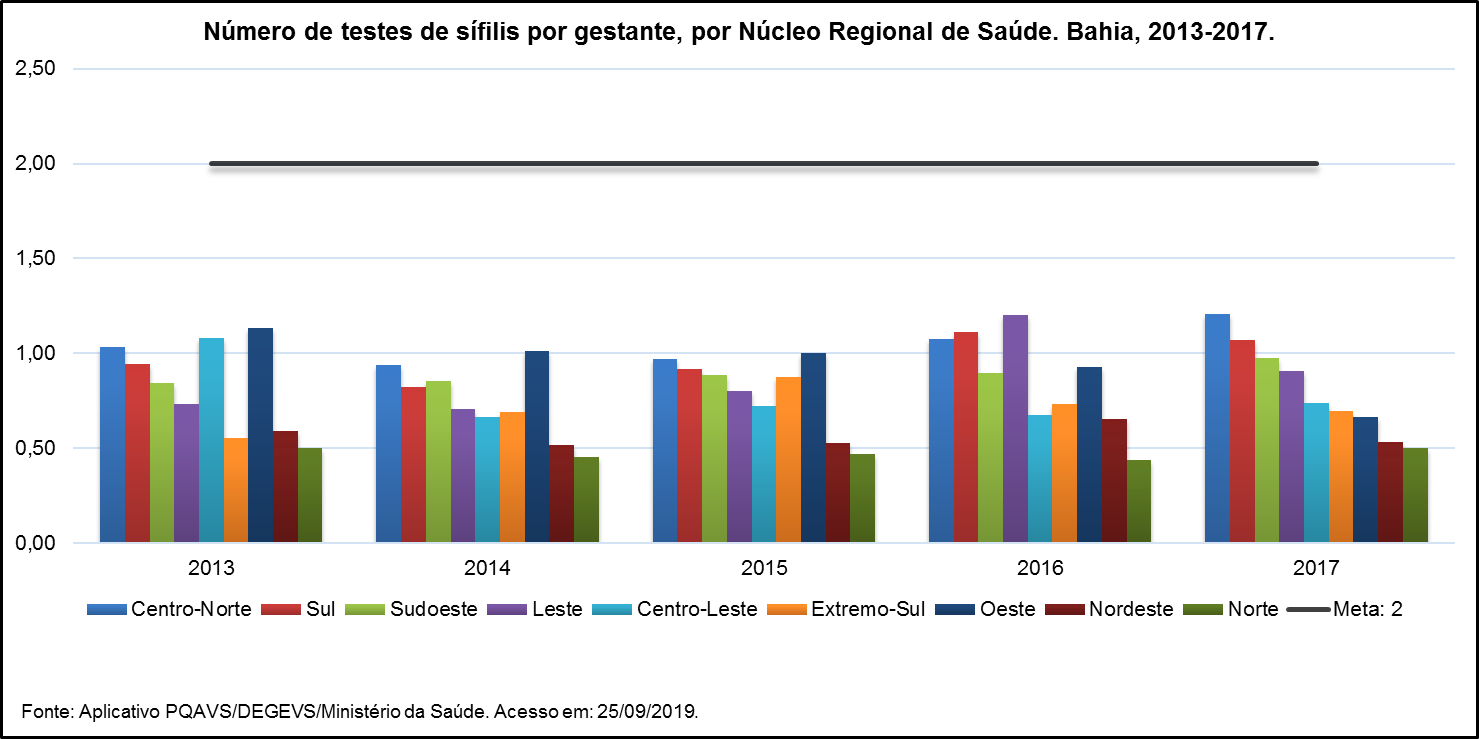 Número de testes de sífilis por gestante, por Núcleo Regional de Saúde. Bahia, 2013-2017.
2,50
2,00
1,50
1,00
0,50
0,00
2013 2014 2015 2016 2017
Centro-Norte Sul Sudoeste Leste Centro-Leste Extremo-Sul Oeste Nordeste Norte Meta: 2
Fonte: Aplicativo PQAVS/DEGEVS/Ministério da Saúde. Acesso em: 25/09/2019.